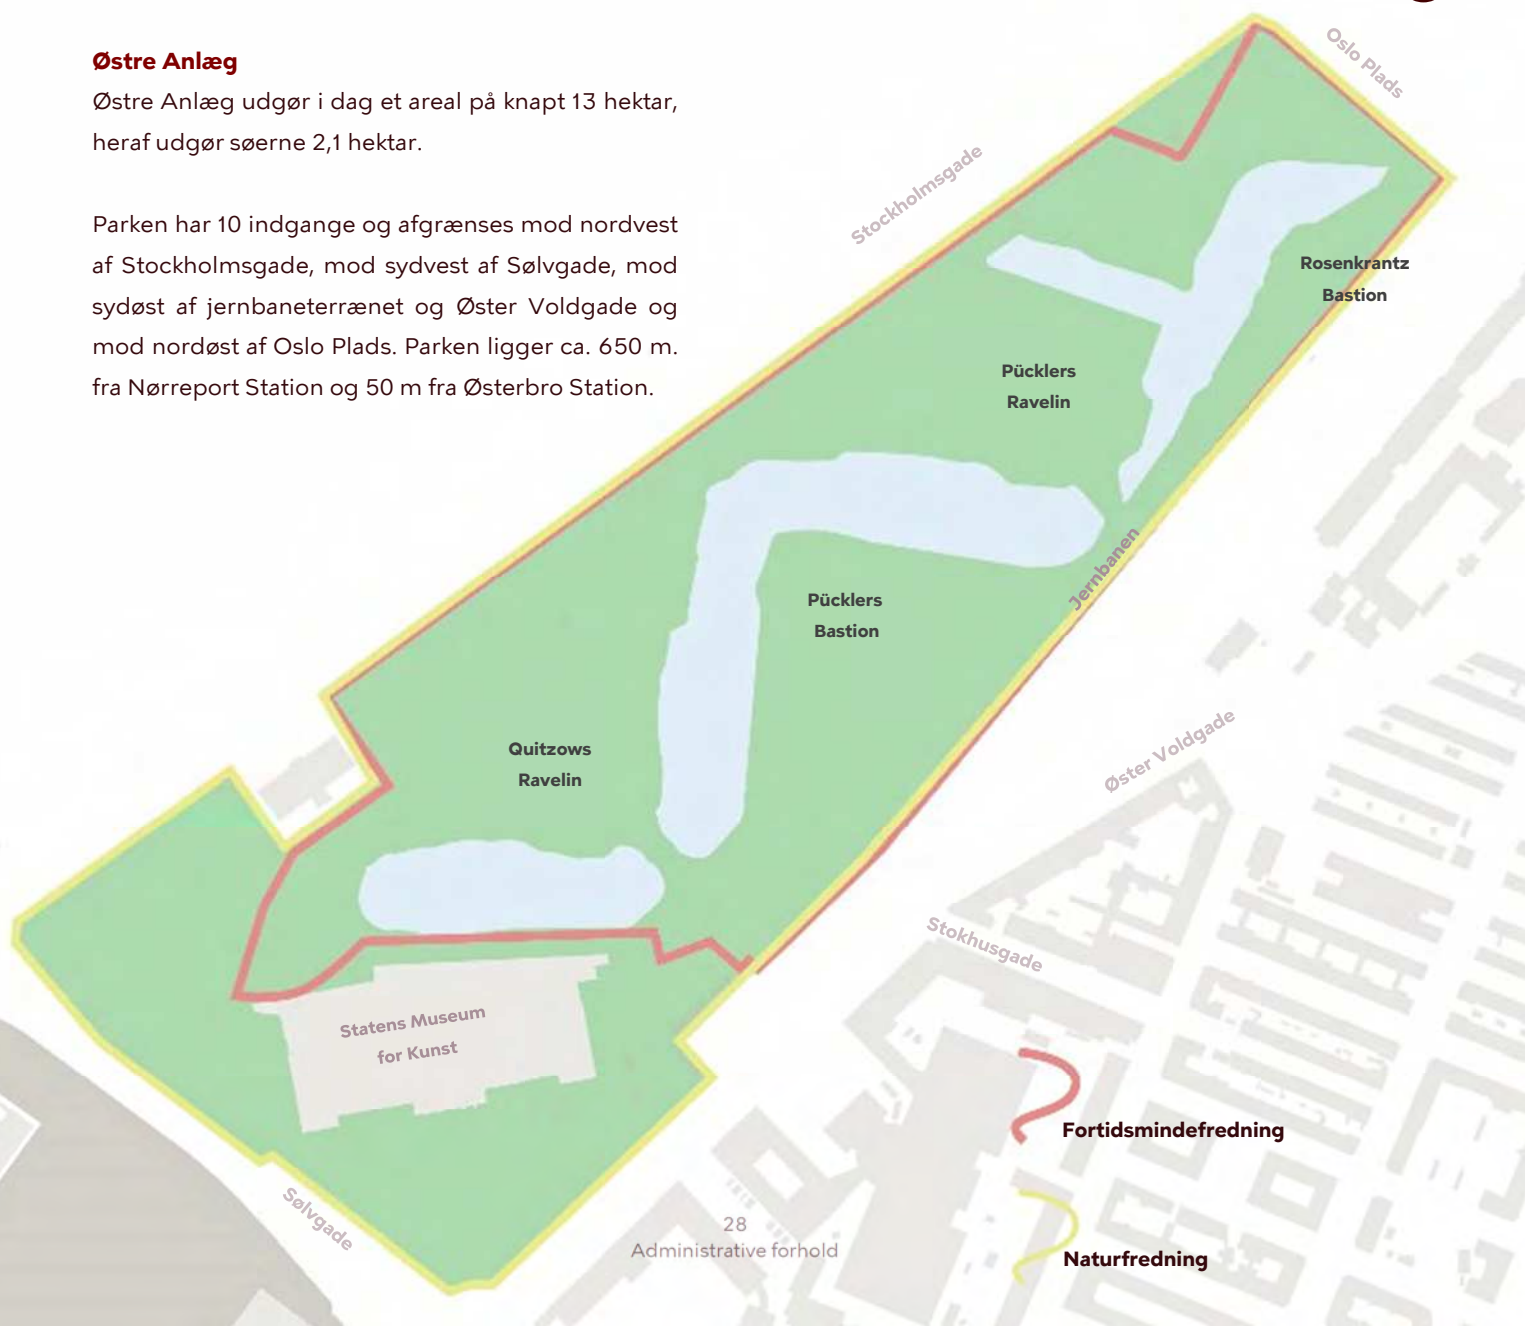 Østre Anlæg
Østre Anlæg udgør i dag et areal på knapt 13 hektar,
heraf udgør søerne 2,1 hektar.
Parken har 10 indgange og afgrænses mod nordvest
af Stockholmsgade, mod sydvest af Sølvgade, mod
sydøst af jernbaneterrænet og Øster Voldgade og
mod nordøst af Oslo Plads. Parken ligger ca. 650 m.
fra Nørreport Station og 50 m fra Østerbro Station.
Oslo Plads
Stockholmsgade
Rosenkrantz
Bastion
Pücklers
Ravelin
Jernbanen
Pücklers
Bastion
Øster Voldgade
Quitzows
Ravelin
Stokhusgade
Statens Museum
for Kunst
Fortidsmindefredning
Sølvgade
Naturfredning
28
Administrative forhold